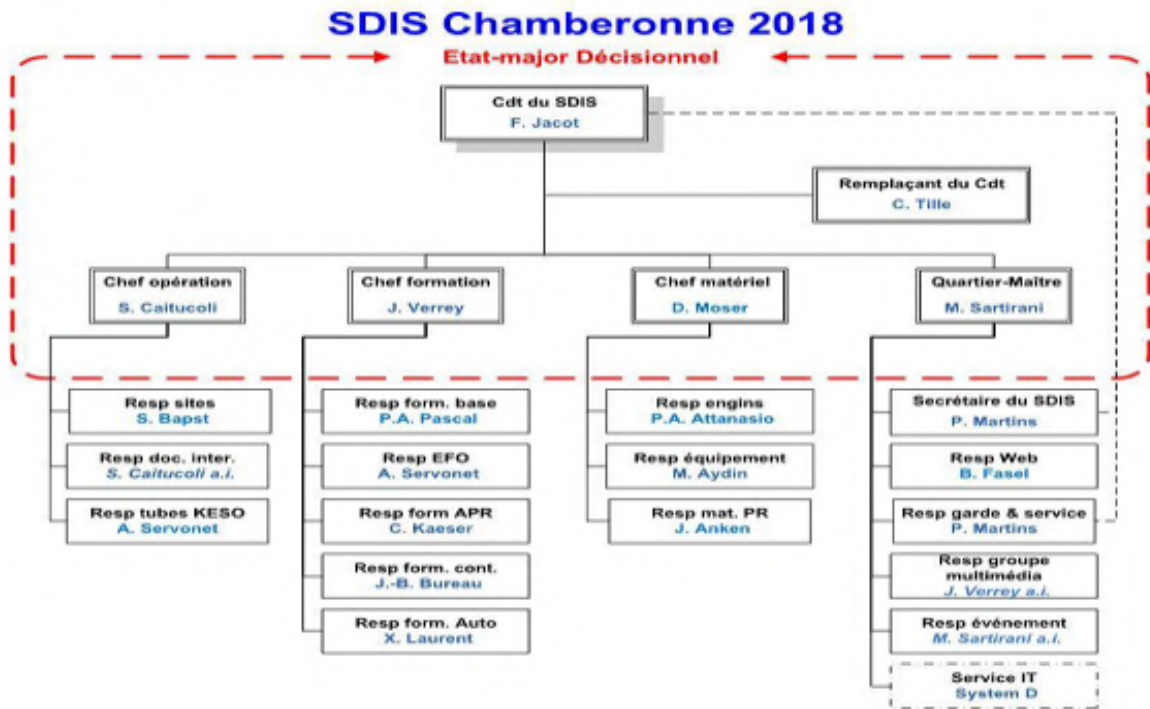 SDIS Chamberonne 2018
Etat-major Décisionnel
Cdt du SDIS
F. Jacot
Remplaçant du Cdt
C. Tille
Chef opération
S. Caitucoli
Chef formation
J. Verrey
Chef matériel
D. Moser
Quartier-Maître
M. Sartirani
Resp sites
S. Bapst
Resp doc. inter.
S. Caitucoli a.i.
Resp tubes KESO
A. Servonet
Resp form. base
P.A. Pascal
Resp EFO
A. Servonet
Resp form APR
C. Kaeser
Resp form. cont.
J.-B. Bureau
Resp form. Auto
X. Laurent
Resp engins
P.A. Attanasio
Resp équipement
M. Aydin
Resp mat. PR
J. Anken
Secrétaire du SDIS
P. Martins
Resp Web
B. Fasel
Resp garde & service
P. Martins
Resp groupe
multimédia
J. Verrey a.i.
Resp événement
M. Sartirani a.i.
Service IT
System D